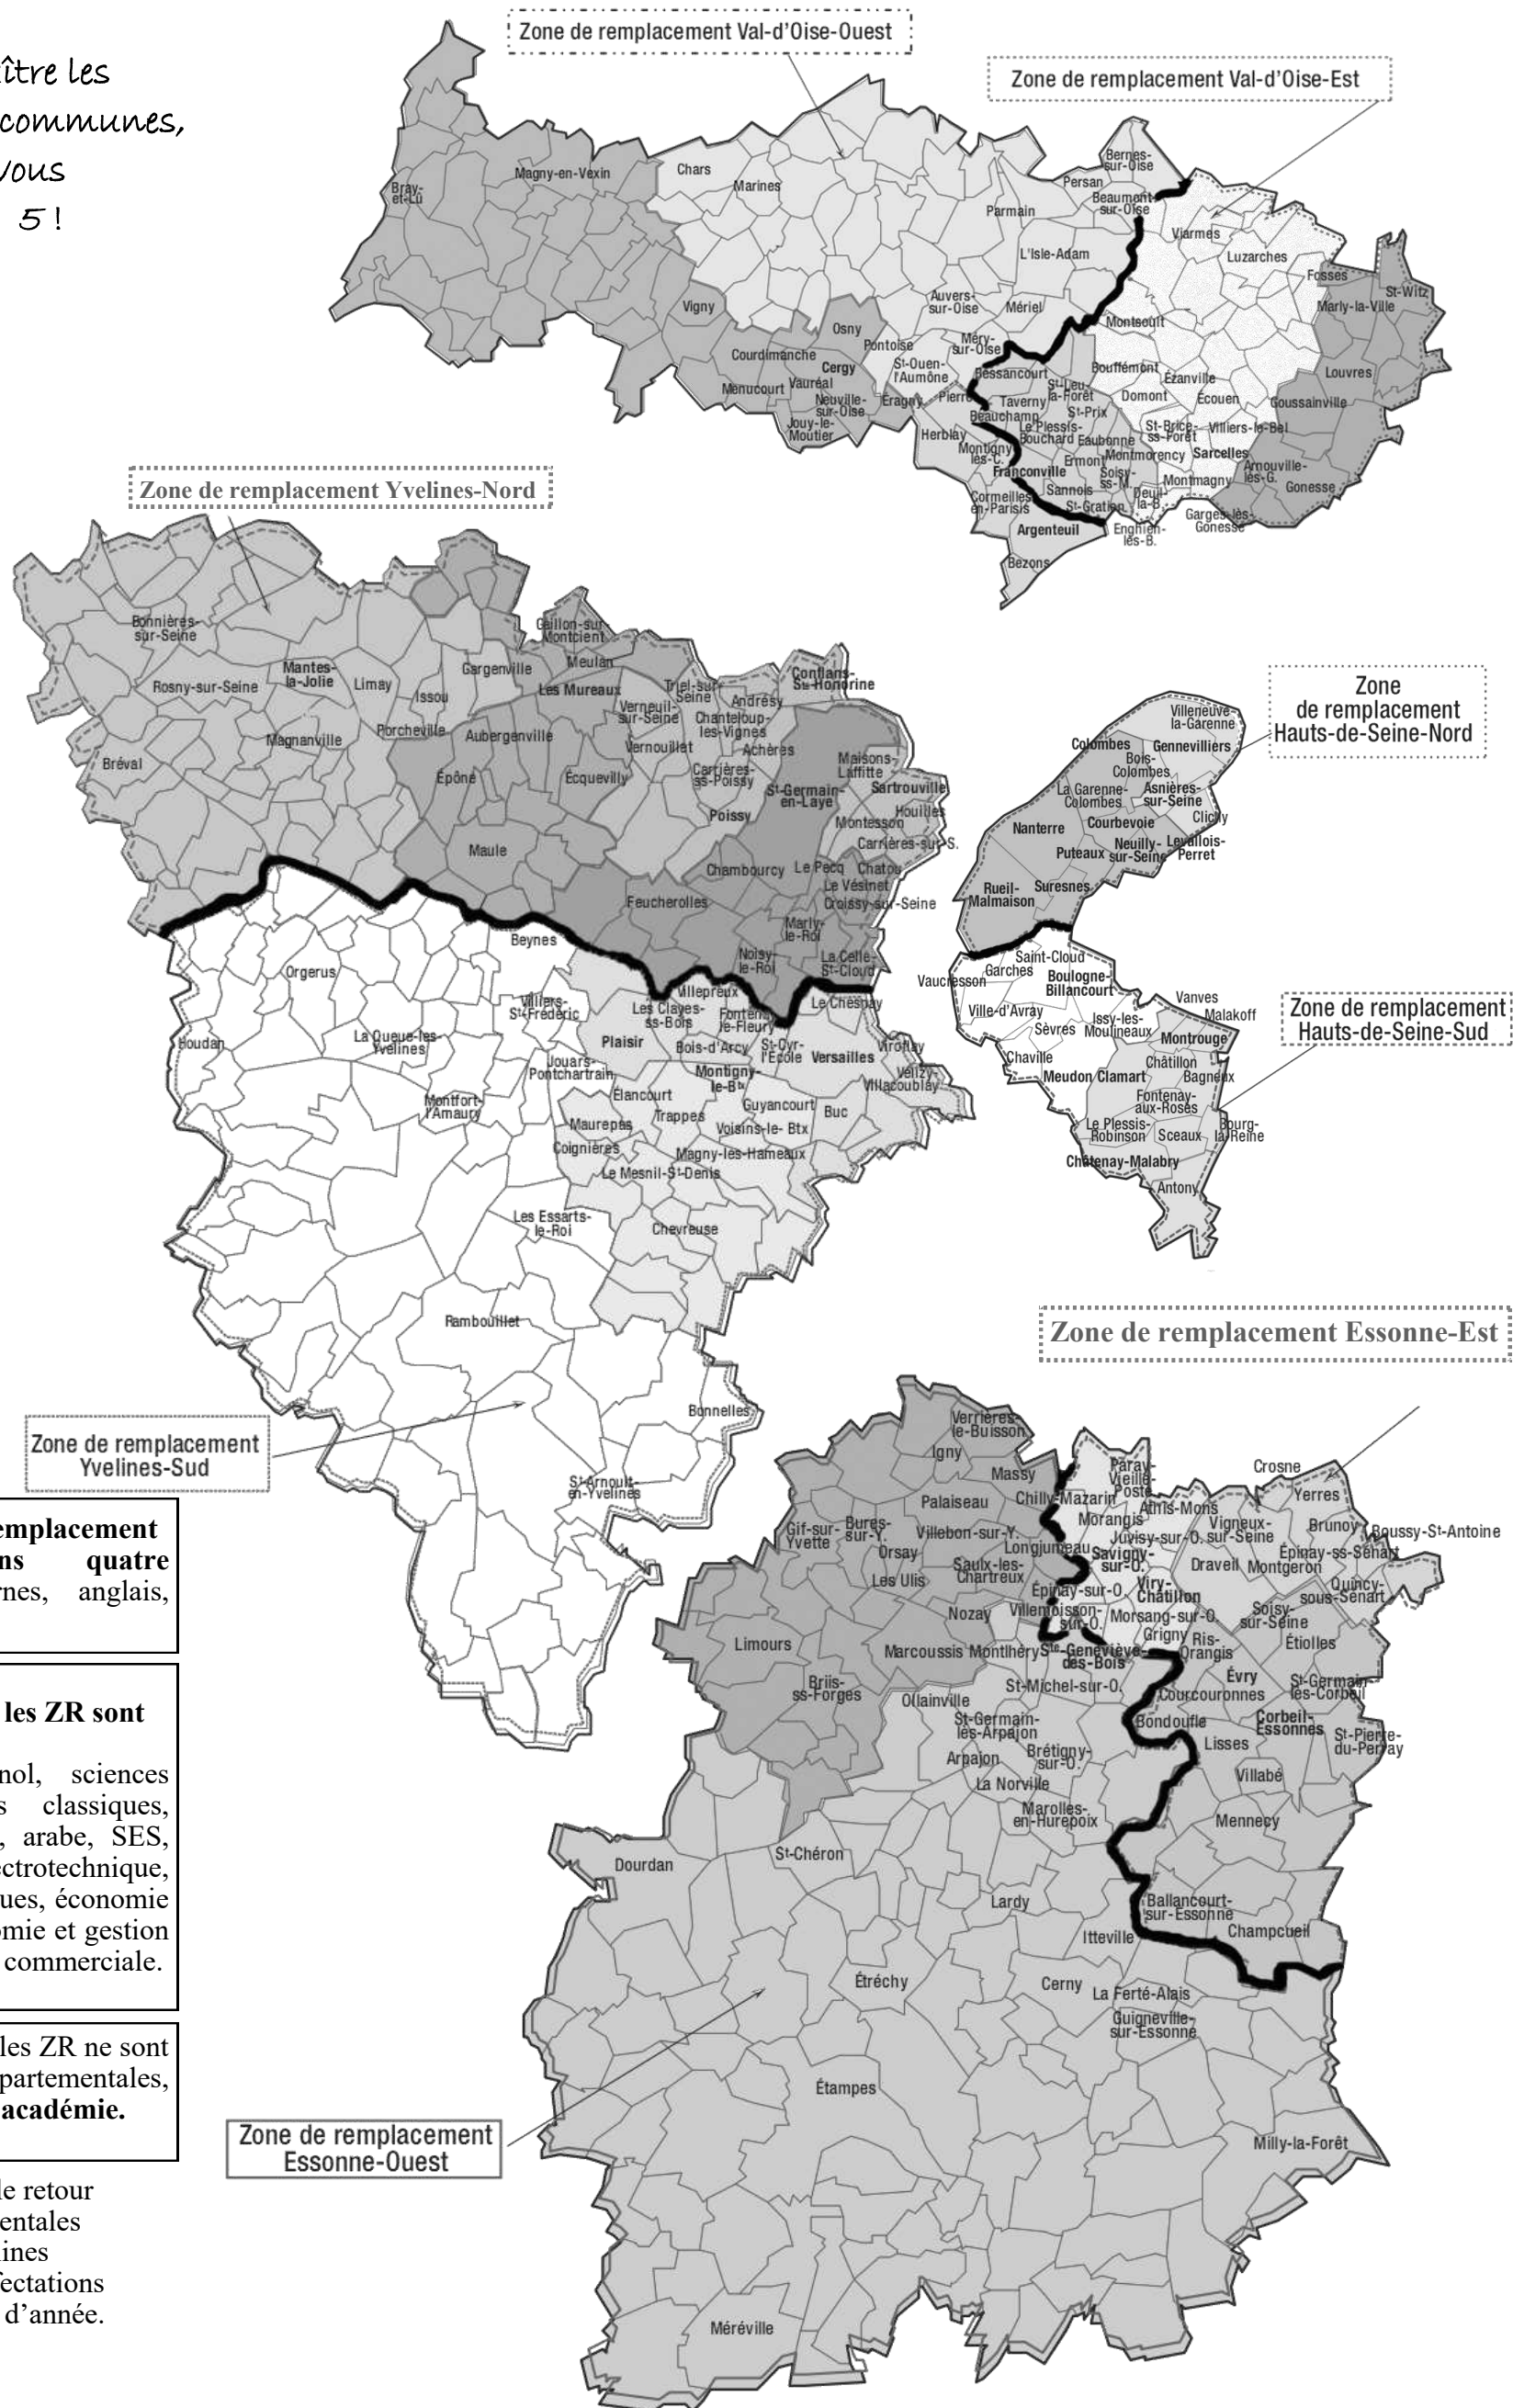 ître les
communes,
vous
5 !
Zone de remplacement Val-d'Oise-Ouest
Zone de remplacement Val-d'Oise-Est
Bernes-
sur-Oise
Persan
Beaumont-
sur-Oise
Chars
Magny-en-Vexin
Marines
Bray-
et-Lû
Parmain
Viarmes
L'Isle-Adam
Luzarches
Fosses
St-Witz
Marly-la-Ville
Vigny
Auvers-
sur-Oise
Mériel
Montsoult
Osny
Pontoise
Méry-
sur-Oise
Courdimanche
Cergy
St-Ouen-
l'Aumône
Bessancourt
Bouffémont
Ézanville
Louvres
Menucourt
Vauréal
Neuville-
sur-Oise
Éragny
Pierre
Taverny
St-Leu-
la-Forêt
Domont
Écouen
Goussainville
Jouy-le-
Moutier
Beauchamp
St-Prix
Herblay
Le Plessis-
Bouchard
Eaubonne
St-Brice-
ss-Forêt
Villiers-le-Bel
Montigny
les-C.
Ermont
Montmorency
Sarcelles
Franconville
Soisy-
ss-M.
Montmagny
Arnouville-
lès-G.
Gonesse
Cormeilles
en-Parisis
Sannois
St-Gratien
Deuil-
la-B.
Garges-lès-
Gonesse
Argenteuil
Enghien-
les-B.
Bezons
Zone de remplacement Yvelines-Nord
Bonnières-
sur-Seine
Gaillon-sur-
Montcient
Rosny-sur-Seine
Mantes-
la-Jolie
Limay
Gargenville
Meulan
Issou
Les Mureaux
Triel-sur-
Seine
Andrésy
Conflans-
Ste-Honorine
Verneuil-
sur-Seine
Chanteloup-
les-Vignes
Magnanville
Porcheville
Aubergenville
Vernouillet
Achères
Bréval
Épône
Écquevilly
Carrières-
ss-Poissy
Maisons-
Laffitte
St-Germain-
en-Laye
Sartrouville
Poissy
Houilles
Montesson
Carrières-sur-S.
Maule
Chambourcy
Le Pecq
Chatou
Le Vésinet
Croissy-sur-Seine
Feucherolles
Marly-
le-Roi
Noisy-
le-Roi
La Celle-
St-Cloud
Zone
de remplacement
Hauts-de-Seine-Nord
Villeneuve-
la-Garenne
Colombes
Gennevilliers
Bois-
Colombes
La Garenne-
Colombes
Asnières-
sur-Seine
Clichy
Nanterre
Courbevoie
Neuilly-
sur-Seine
Levallois-
Perret
Puteaux
Rueil-
Malmaison
Suresnes
Saint-Cloud
Garches
Vaucresson
Boulogne-
Billancourt
Vanves
Malakoff
Ville-d'Avray
Issy-les-
Moulineaux
Sèvres
Montrouge
Chaville
Châtillon
Meudon
Clamart
Bagneux
Fontenay-
aux-Roses
Le Plessis-
Robinson
Sceaux
Bourg-
la-Reine
Châtenay-Malabry
Antony
Zone de remplacement
Hauts-de-Seine-Sud
Beynes
Orgerus
Villepreux
Villiers-
St-Frédéric
Les Clayes-
ss-Bois
Fontenay
le-Fleury
Le Chesnay
Houdan
La Queue-les-
Yvelines
Plaisir
Bois-d'Arcy
St-Cyr-
l'École
Versailles
Viroflay
Jouars-
Pontchartrain
Montigny-
le-Btx
Vélizy-
Villacoublay
Montfort-
l'Amaury
Élancourt
Guyancourt
Buc
Maurepas
Trappes
Voisins-le- Btx
Coignières
Magny-les-Hameaux
Le Mesnil-St-Denis
Les Essarts-
le-Roi
Chevreuse
Rambouillet
Bonnelles
St-Arnoult-
en-Yvelines
Zone de remplacement
Yvelines-Sud
Zone de remplacement Essonne-Est
Verrières-
le-Buisson
Igny
Massy
Paray-
Vieille-
Poste
Crosne
Yerres
Palaiseau
Chilly-Mazarin
Morangis
Athis-Mons
Gif-sur-
Yvette
Bures-
sur-Y.
Villebon-sur-Y.
Juvisy-sur-O.
Vigneux-
sur-Seine
Brunoy
Boussy-St-Antoine
Orsay
Longjumeau
Savigny-
sur-O.
Draveil
Montgeron
Épinay-ss-Sénart
Les Ulis
Saulx-les-
Chartreux
Épinay-sur-O.
Viry-
Châtillon
Quincy-
sous-Sénart
Nozay
Villemoisson-
sur-O.
Morsang-sur-O.
Soisy-
sur-Seine
Limours
Grigny
Ris-
Orangis
Étiolles
Marcoussis
Montlhéry
Ste-Geneviève-
des-Bois
Briis-
ss-Forges
St-Michel-sur-O.
Évry
St-Germain-
lès-Corbeil
Ollainville
Courcouronnes
St-Germain-
lès-Arpajon
Bondoufle
Corbeil-
Essonnes
St-Pierre-
du-Perray
Arpajon
Brétigny-
sur-O.
Lisses
La Norville
Villabé
Marolles-
en-Hurepoix
Mennecy
Dourdan
St-Chéron
Lardy
Ballancourt-
sur-Essonne
Itteville
Champcueil
Étréchy
Cerny
La Ferté-Alais
Guigneville-
sur-Essonne
Étampes
Milly-la-Forêt
Méréville
Zone de remplacement
Essonne-Ouest
emplacement
ns quatre
rnes, anglais,
les ZR sont
nol, sciences
s classiques,
, arabe, SES,
ectrotechnique,
ues, économie
mie et gestion
commerciale.
les ZR ne sont
partementales,
académie.
le retour
entales
ines
fectations
d'année.